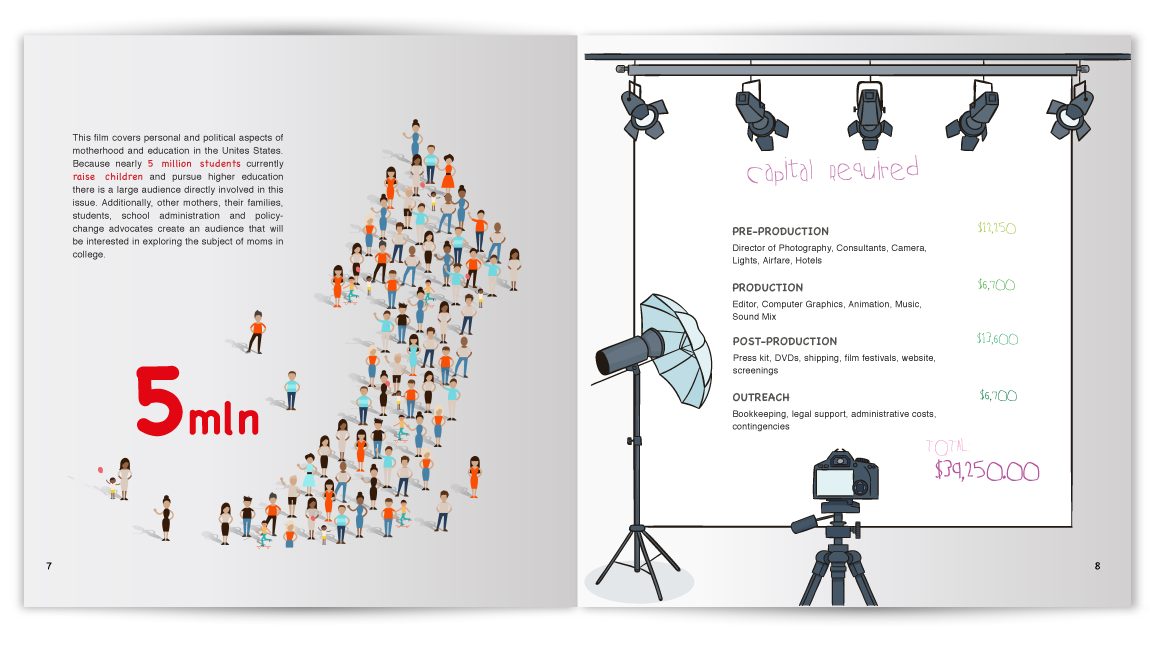 This film covers personal and political aspects of
motherhood and education in the Unites States.
Because nearly 5 million students currently
raise children and pursue higher education
there is a large audience directly involved in this
issue. Additionally, other mothers, their families,
students, school administration and policy-
change advocates create an audience that will
be interested in exploring the subject of moms in
college.
5mln
7
Capital Required
PRE-PRODUCTION $12,250
Director of Photography, Consultants, Camera,
Lights, Airfare, Hotels
PRODUCTION $6,700
Editor, Computer Graphics, Animation, Music,
Sound Mix
POST-PRODUCTION $13,600
Press kit, DVDs, shipping, film festivals, website,
screenings
OUTREACH $6,700
Bookkeeping, legal support, administrative costs,
contingencies
TOTAL
$39,250.00
8